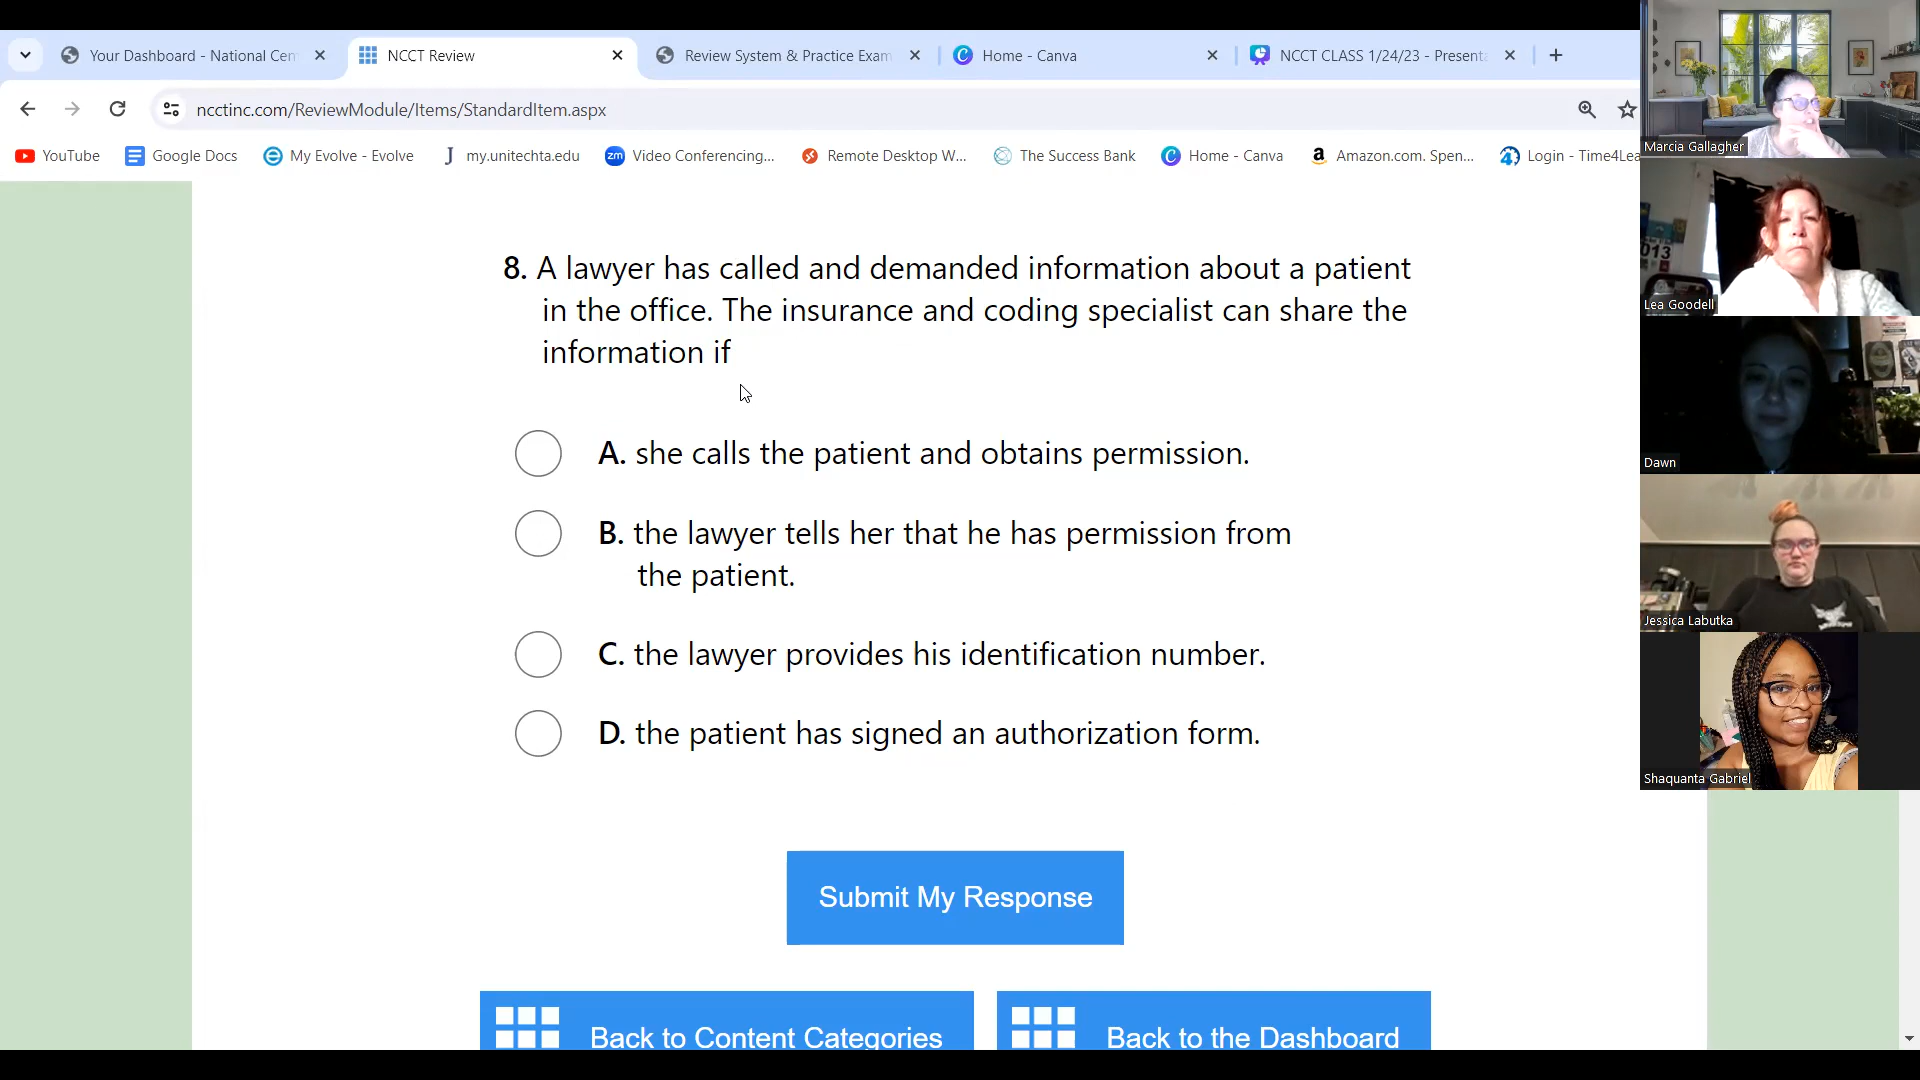 Your Dashboard - National Cen
NCCT Review
Review System & Practice Exam
Home - Canva
NCCT CLASS 1/24/23 - Presenta
ncctinc.com/ReviewModule/Items/StandardItem.aspx
YouTube
Google Docs
My Evolve - Evolve
my.unitechta.edu
Video Conferencing...
Remote Desktop W...
The Success Bank
Home - Canva
Amazon.com. Spen...
Login - Time4Lea
8. A lawyer has called and demanded information about a patient
in the office. The insurance and coding specialist can share the
information if
A. she calls the patient and obtains permission.
B. the lawyer tells her that he has permission from
the patient.
C. the lawyer provides his identification number.
D. the patient has signed an authorization form.
Submit My Response
Back to Content Categories
Back to the Dashboard
Marcia Gallagher
2013
Lea Goodell
Dawn
Jessica Labutka
Shaquanta Gabriel